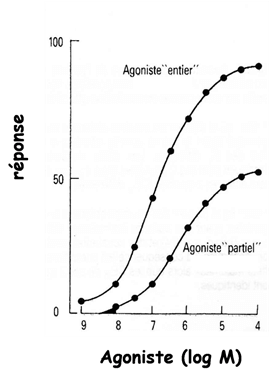 100
Agoniste "entier"
réponse
50
Agoniste "partiel"
0
9 8 7 6 5 4
Agoniste (log M)